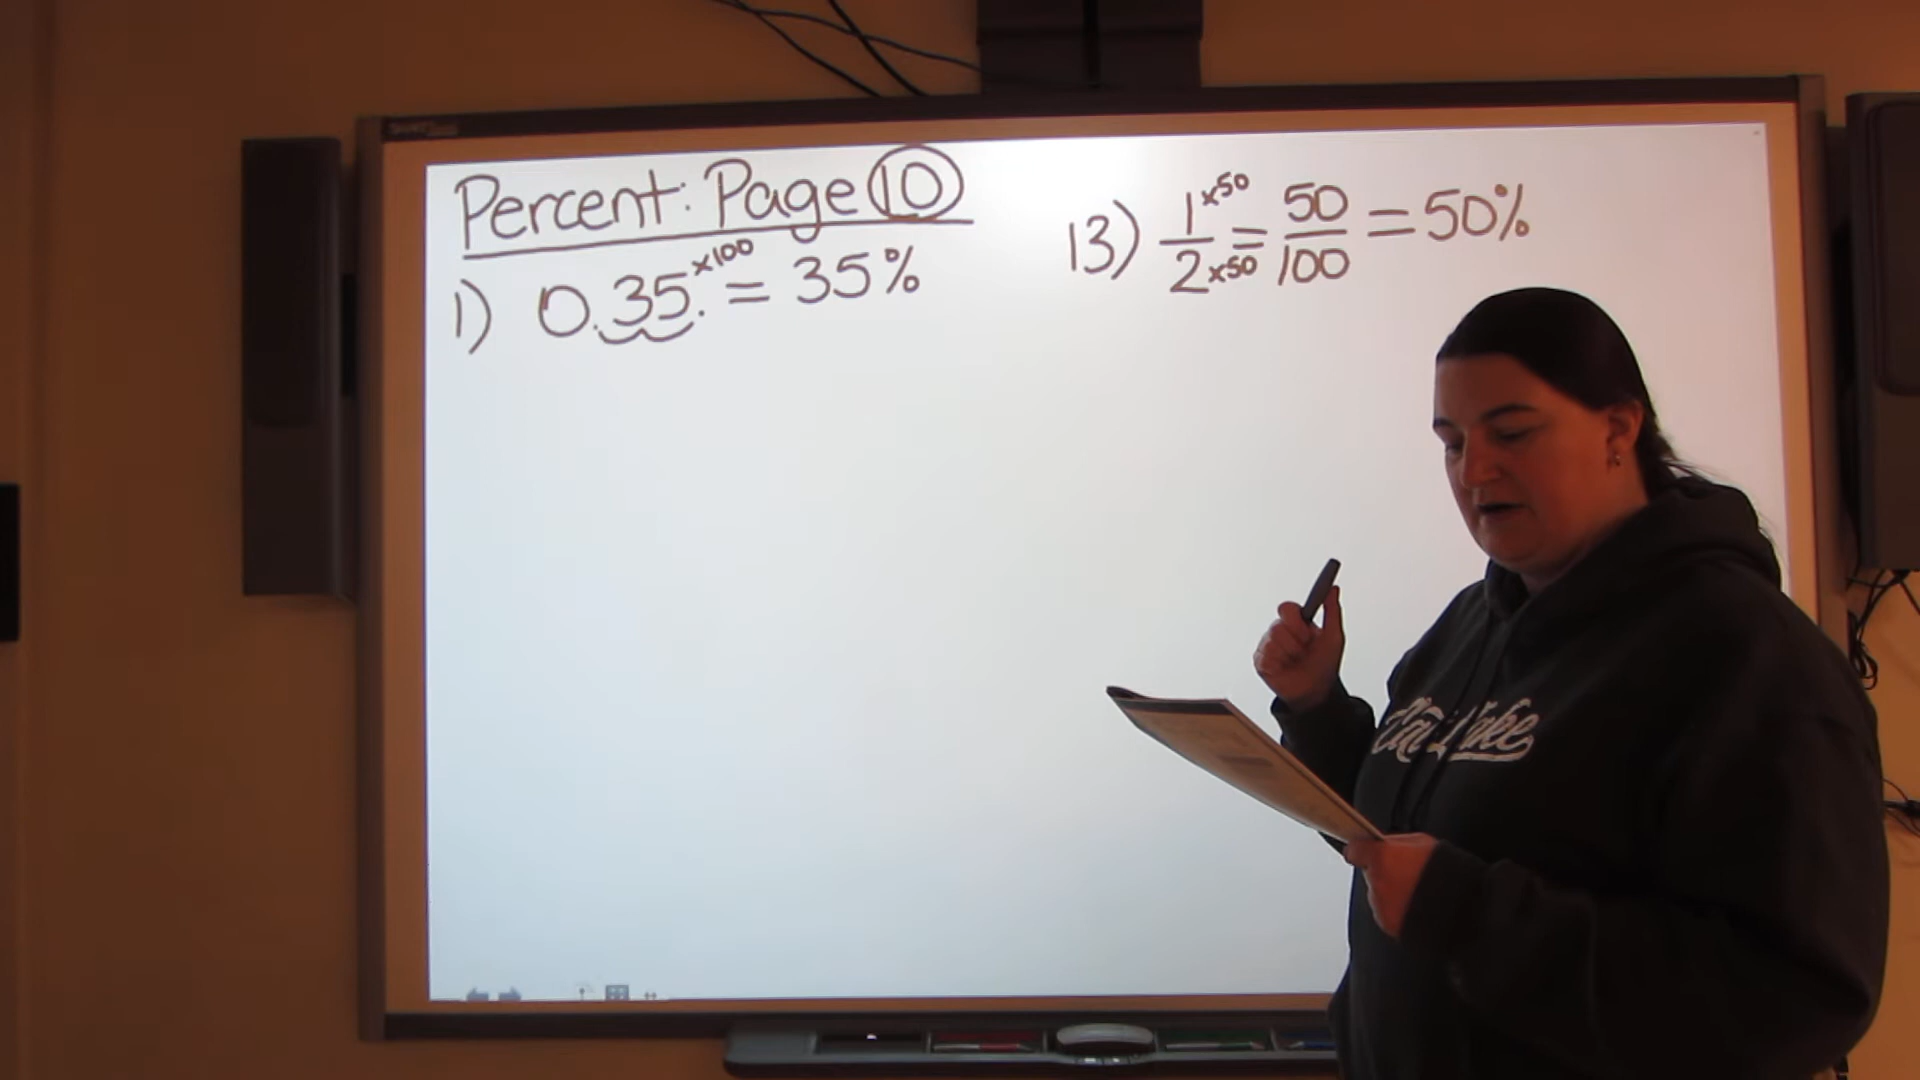 Percent: Page 10
1) 0.35. ×100 = 35%
13) 1 ×50 / 2 ×50 = 50/100 = 50%